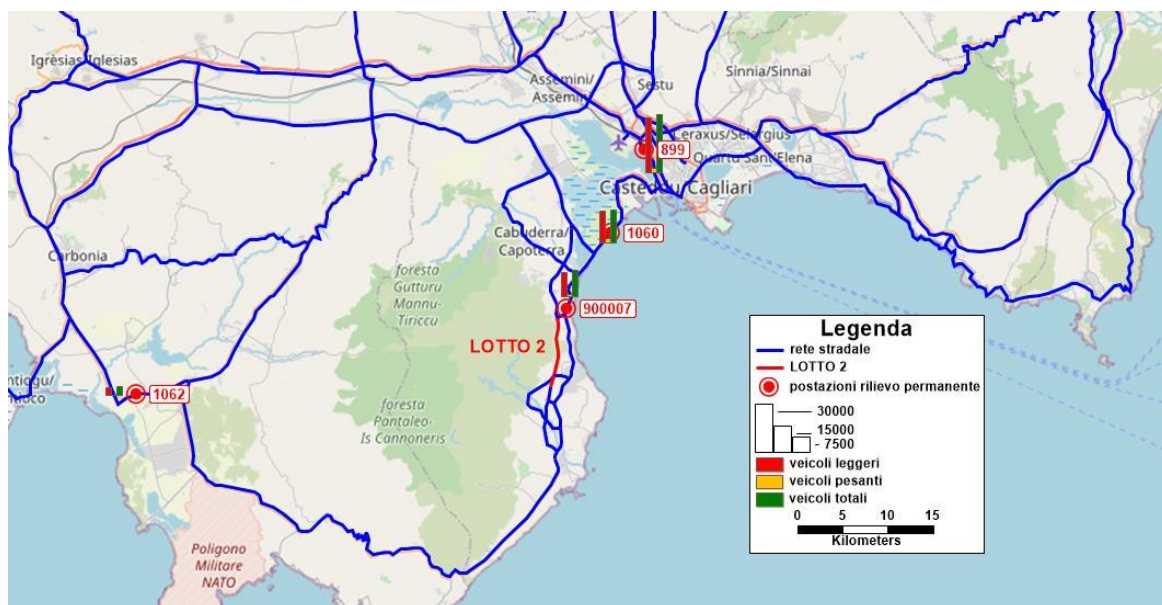 Igrèsias/Iglesias
Assemini/
Assèmini
Sestu
Sinnia/Sinnai
Ceraxus/Selargius
899
Quartu Sant'Elena
Casteddu/Cagliari
Cabuderra/
Capoterra
1060
Carbonia
foresta
Gutturu
Mannu-
Tiriccu
900007
LOTTO 2
1062
foresta
Pantaleo-
Is Cannoneris
Poligono
Militare
NATO
Legenda
rete stradale
LOTTO 2
postazioni rilievo permanente
30000
15000
7500
veicoli leggeri
veicoli pesanti
veicoli totali
0 5 10 15
Kilometers